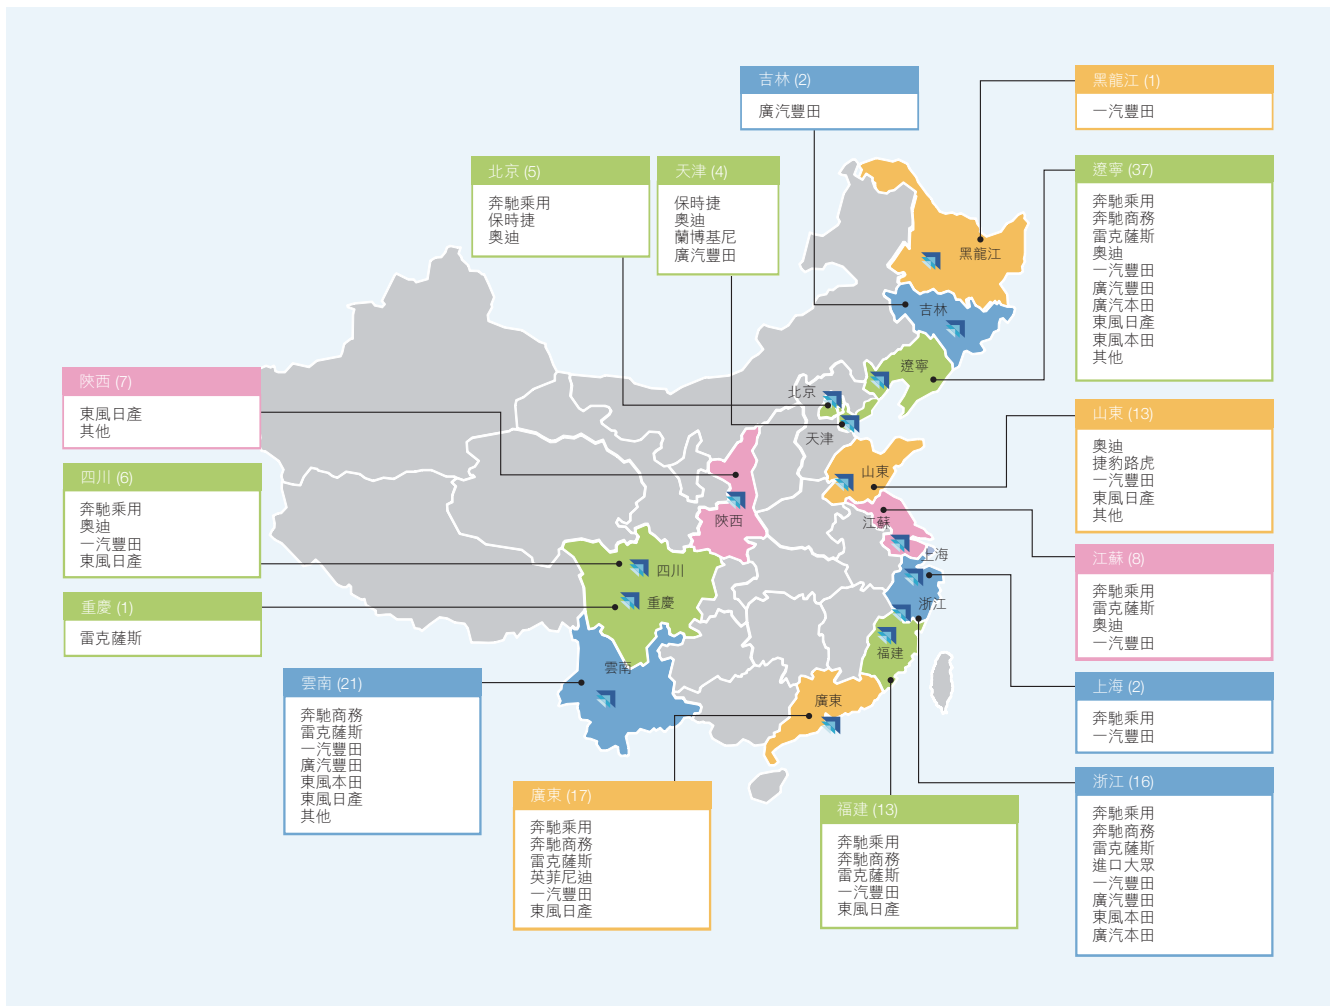 吉林 (2)
廣汽豐田
黑龍江 (1)
一汽豐田
北京 (5)
奔馳乘用
保時捷
奧迪
天津 (4)
保時捷
奧迪
蘭博基尼
廣汽豐田
遼寧 (37)
奔馳乘用
奔馳商務
雷克薩斯
奧迪
一汽豐田
廣汽豐田
廣汽本田
東風日產
東風本田
其他
陝西 (7)
東風日產
其他
四川 (6)
奔馳乘用
奧迪
一汽豐田
東風日產
重慶 (1)
雷克薩斯
雲南 (21)
奔馳商務
雷克薩斯
一汽豐田
廣汽豐田
東風本田
東風日產
其他
廣東 (17)
奔馳乘用
奔馳商務
雷克薩斯
英菲尼迪
一汽豐田
東風日產
福建 (13)
奔馳乘用
奔馳商務
雷克薩斯
一汽豐田
東風日產
山東 (13)
奧迪
捷豹路虎
一汽豐田
東風日產
其他
江蘇 (8)
奔馳乘用
雷克薩斯
奧迪
一汽豐田
上海 (2)
奔馳乘用
一汽豐田
浙江 (16)
奔馳乘用
奔馳商務
雷克薩斯
進口大眾
一汽豐田
廣汽豐田
東風本田
廣汽本田
黑龍江
吉林
遼寧
北京
天津
山東
陝西
江蘇
上海
四川
重慶
浙江
福建
雲南
廣東